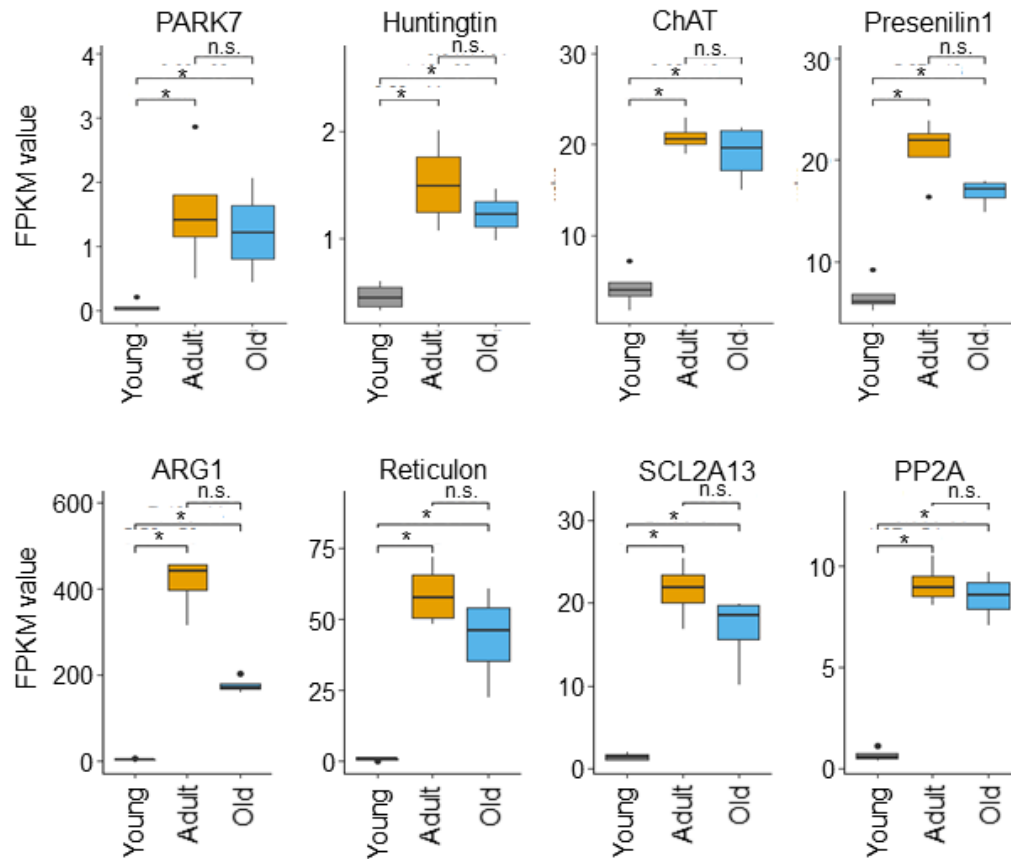 PARK7 Huntingtin ChAT Presenilin1
FPKM value
4
3
2
1
0
n.s.
*
*
Young Adult Old
2
1
n.s.
*
*
Young Adult Old
30
20
10
n.s.
*
*
Young Adult Old
30
20
10
n.s.
*
*
Young Adult Old
ARG1 Reticulon SCL2A13 PP2A
FPKM value
600
400
200
0
n.s.
*
*
Young Adult Old
75
50
25
0
n.s.
*
*
Young Adult Old
30
20
10
0
n.s.
*
*
Young Adult Old
10
5
0
n.s.
*
*
Young Adult Old